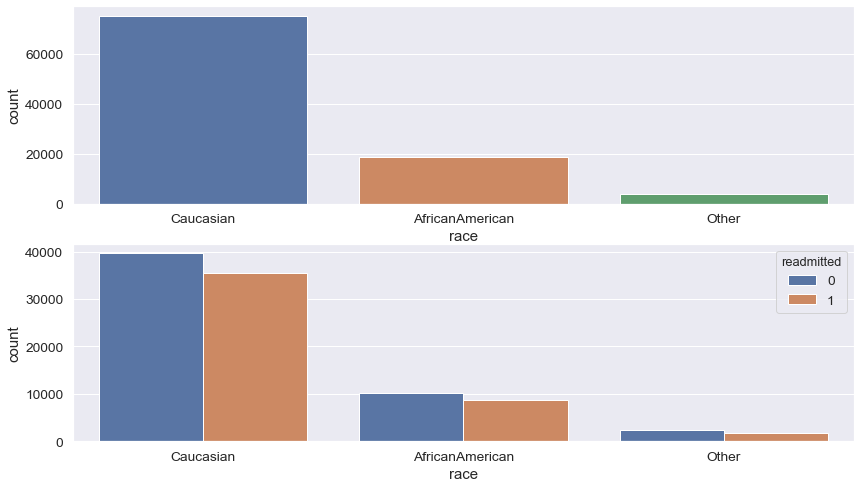 60000
40000
20000
0
count
Caucasian AfricanAmerican Other
race
40000
30000
20000
10000
0
count
readmitted
0
1
Caucasian AfricanAmerican Other
race